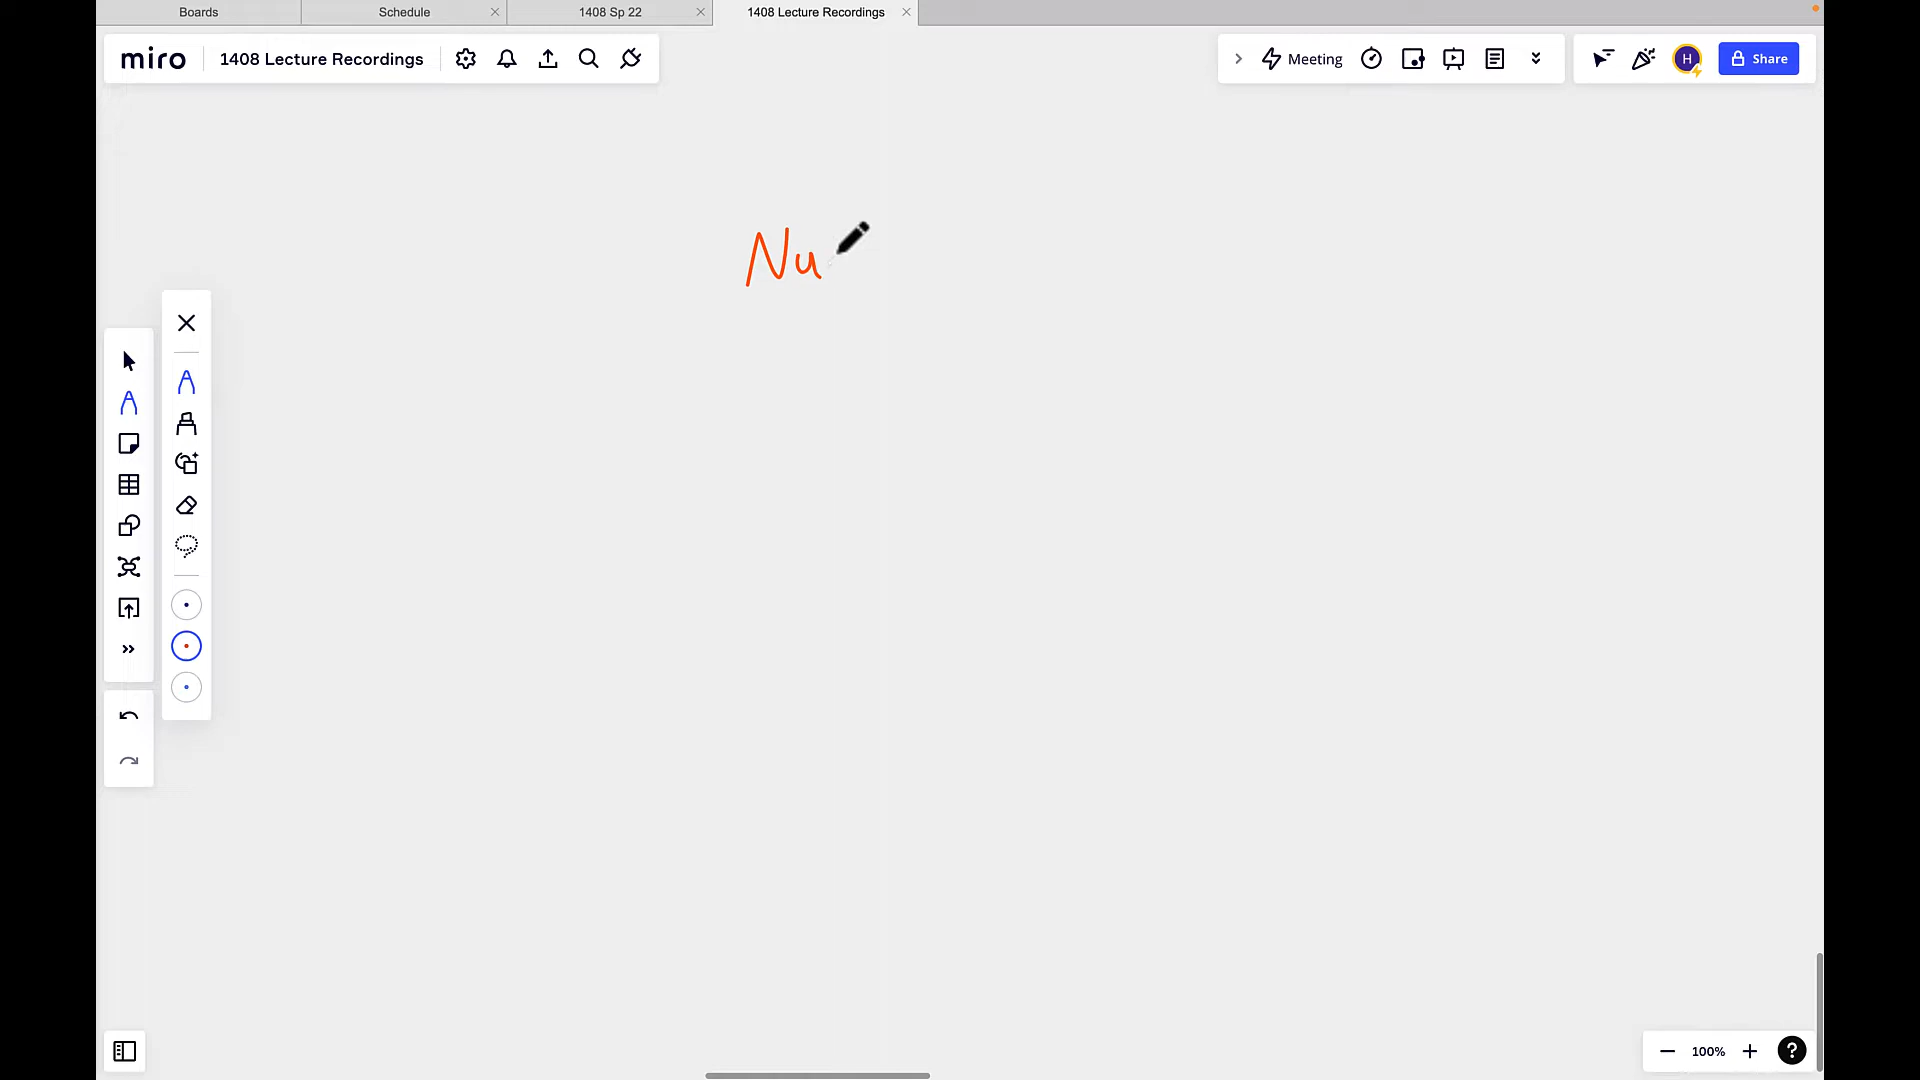 Boards Schedule 1408 Sp 22 1408 Lecture Recordings
miro 1408 Lecture Recordings Meeting H Share
Nu
100% ?